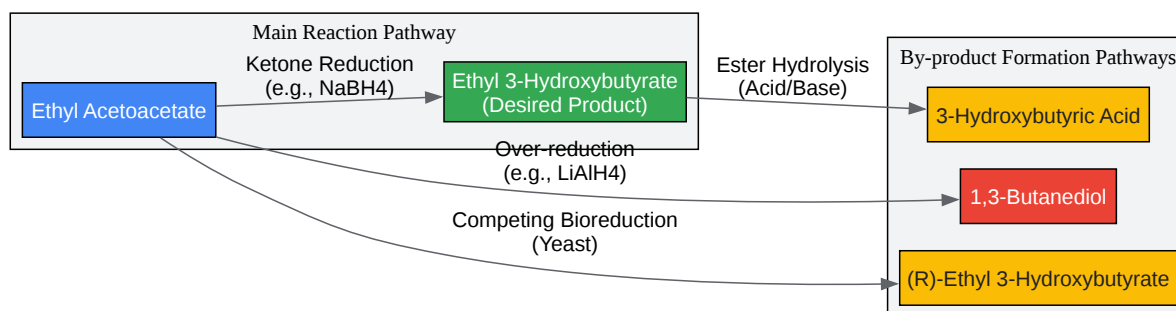 Main Reaction Pathway
Ketone Reduction
(e.g., NaBH4)
Ethyl Acetoacetate
Ethyl 3-Hydroxybutyrate
(Desired Product)
Ester Hydrolysis
(Acid/Base)
By-product Formation Pathways
3-Hydroxybutyric Acid
Over-reduction
(e.g., LiAlH4)
1,3-Butanediol
Competing Bioreduction
(Yeast)
(R)-Ethyl 3-Hydroxybutyrate